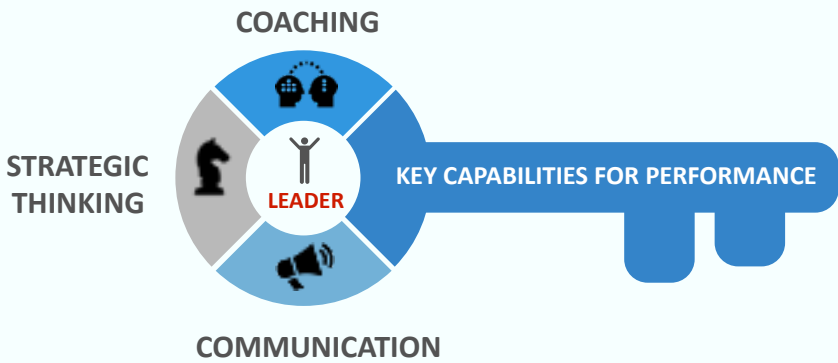 COACHING
STRATEGIC
THINKING
LEADER
KEY CAPABILITIES FOR PERFORMANCE
COMMUNICATION